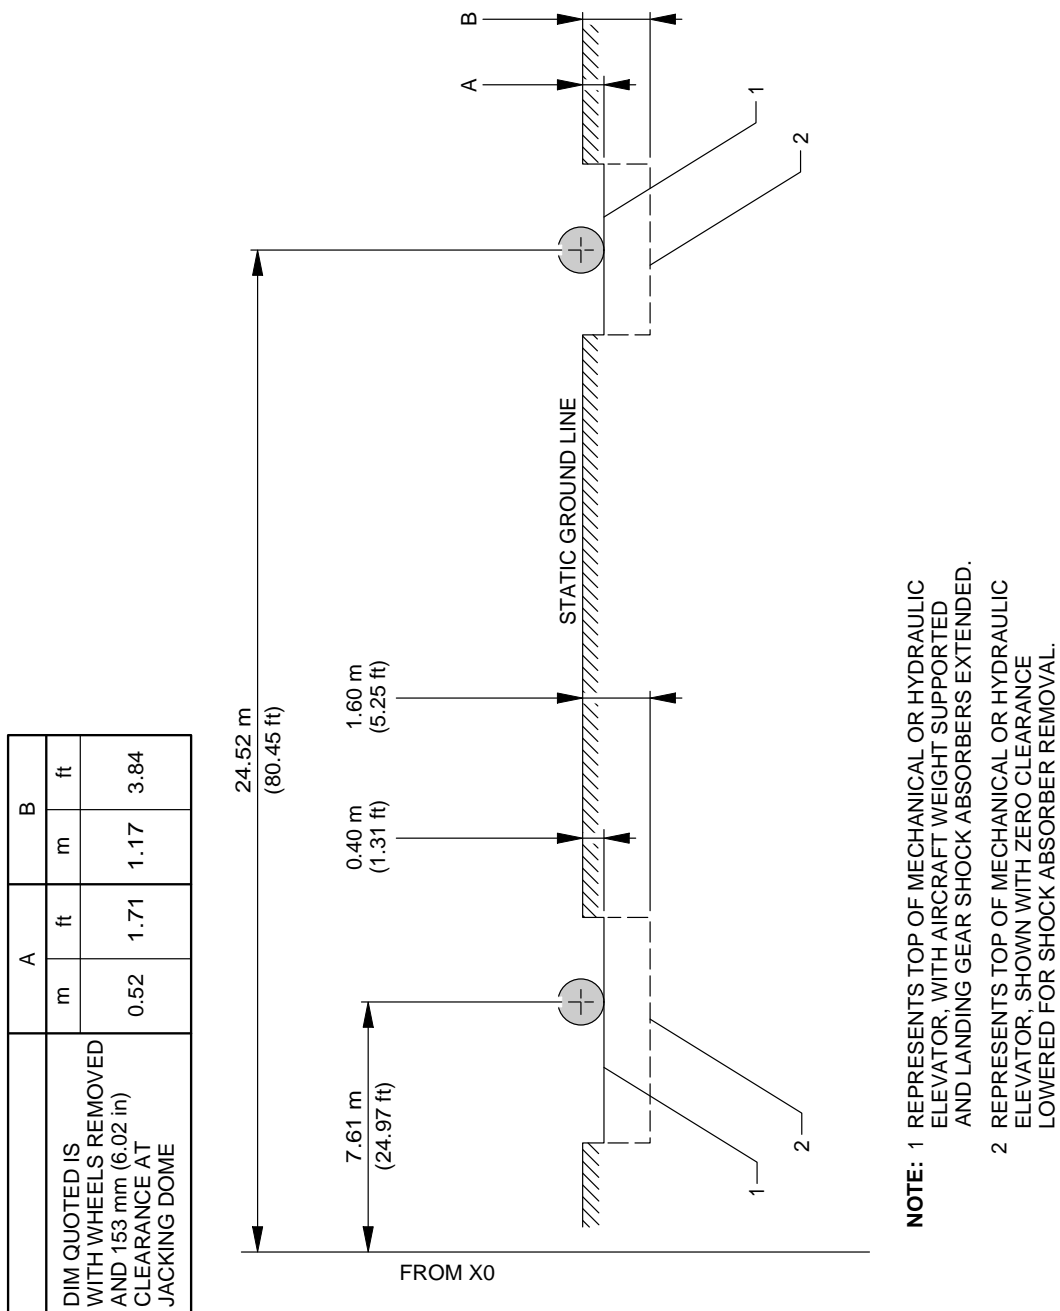 A
B
m
ft
m
ft
DIM QUOTED IS
WITH WHEELS REMOVED
AND 153 mm (6.02 in)
CLEARANCE AT
JACKING DOME
0.52
1.71
1.17
3.84
24.52 m
(80.45 ft)
7.61 m
(24.97 ft)
0.40 m
(1.31 ft)
1.60 m
(5.25 ft)
STATIC GROUND LINE
A
B
1
2
1
2
FROM X0
NOTE: 1 REPRESENTS TOP OF MECHANICAL OR HYDRAULIC
ELEVATOR, WITH AIRCRAFT WEIGHT SUPPORTED
AND LANDING GEAR SHOCK ABSORBERS EXTENDED.
2 REPRESENTS TOP OF MECHANICAL OR HYDRAULIC
ELEVATOR, SHOWN WITH ZERO CLEARANCE
LOWERED FOR SHOCK ABSORBER REMOVAL.